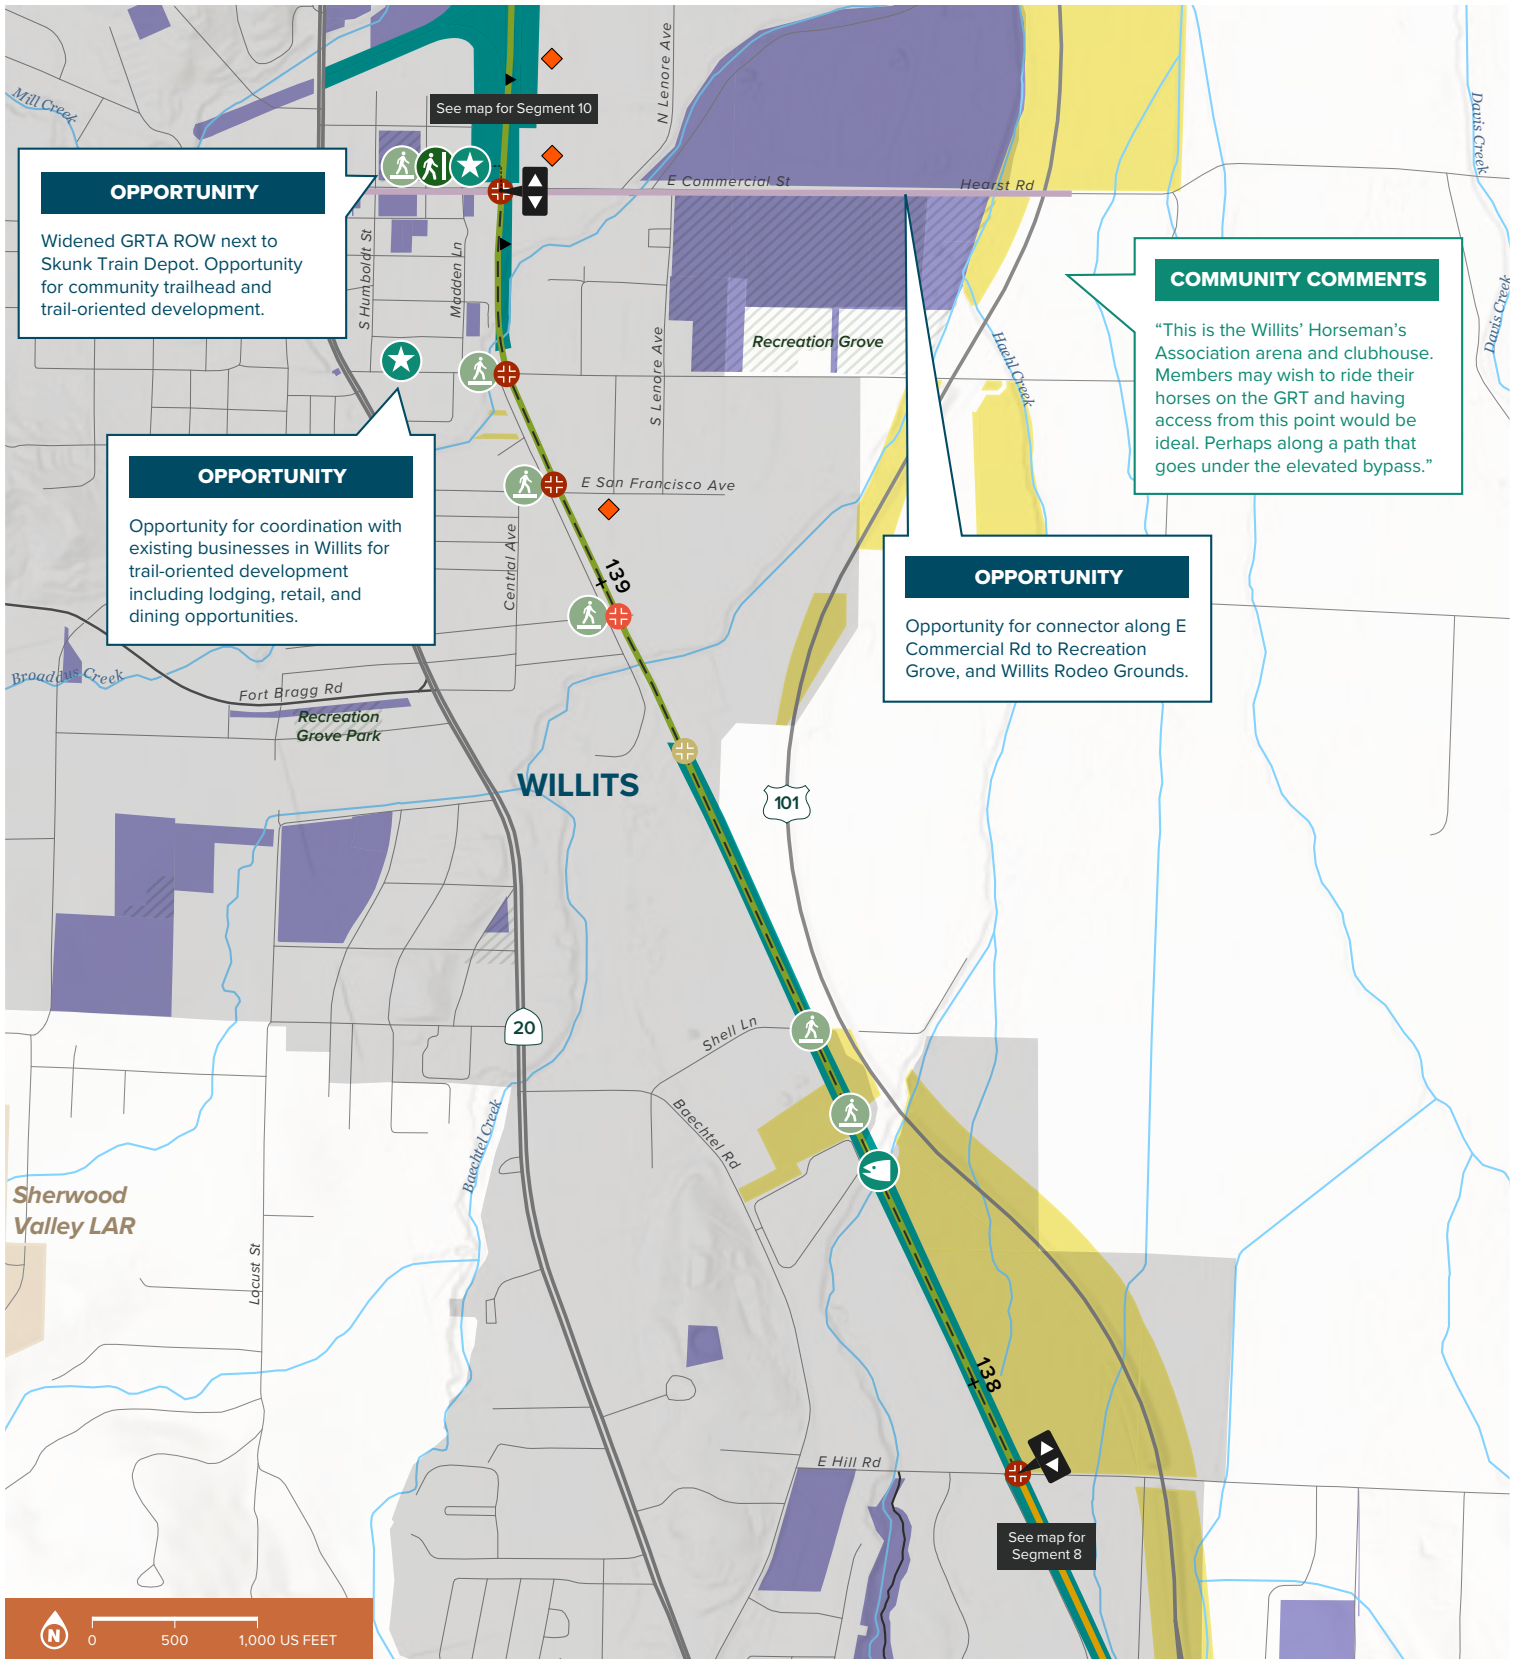 Mill Creek
N Lenore Ave
Davis Creek
See map for Segment 10
OPPORTUNITY
Widened GRTA ROW next to
Skunk Train Depot. Opportunity
for community trailhead and
trail-oriented development.
E Commercial St
Hearst Rd
S Humboldt St
Madden Ln
COMMUNITY COMMENTS
“This is the Willits’ Horseman’s
Association arena and clubhouse.
Members may wish to ride their
horses on the GRT and having
access from this point would be
ideal. Perhaps along a path that
goes under the elevated bypass.”
Davis Creek
Recreation Grove
S Lenore Ave
Haehl Creek
OPPORTUNITY
Opportunity for coordination with
existing businesses in Willits for
trail-oriented development
including lodging, retail, and
dining opportunities.
E San Francisco Ave
Central Ave
139
OPPORTUNITY
Opportunity for connector along E
Commercial Rd to Recreation
Grove, and Willits Rodeo Grounds.
Broaddus Creek
Fort Bragg Rd
Recreation
Grove Park
WILLITS
101
20
Shell Ln
Baechtel Rd
Baechtel Creek
Sherwood
Valley LAR
Locust St
138
E Hill Rd
See map for
Segment 8
N
0 500 1,000 US FEET